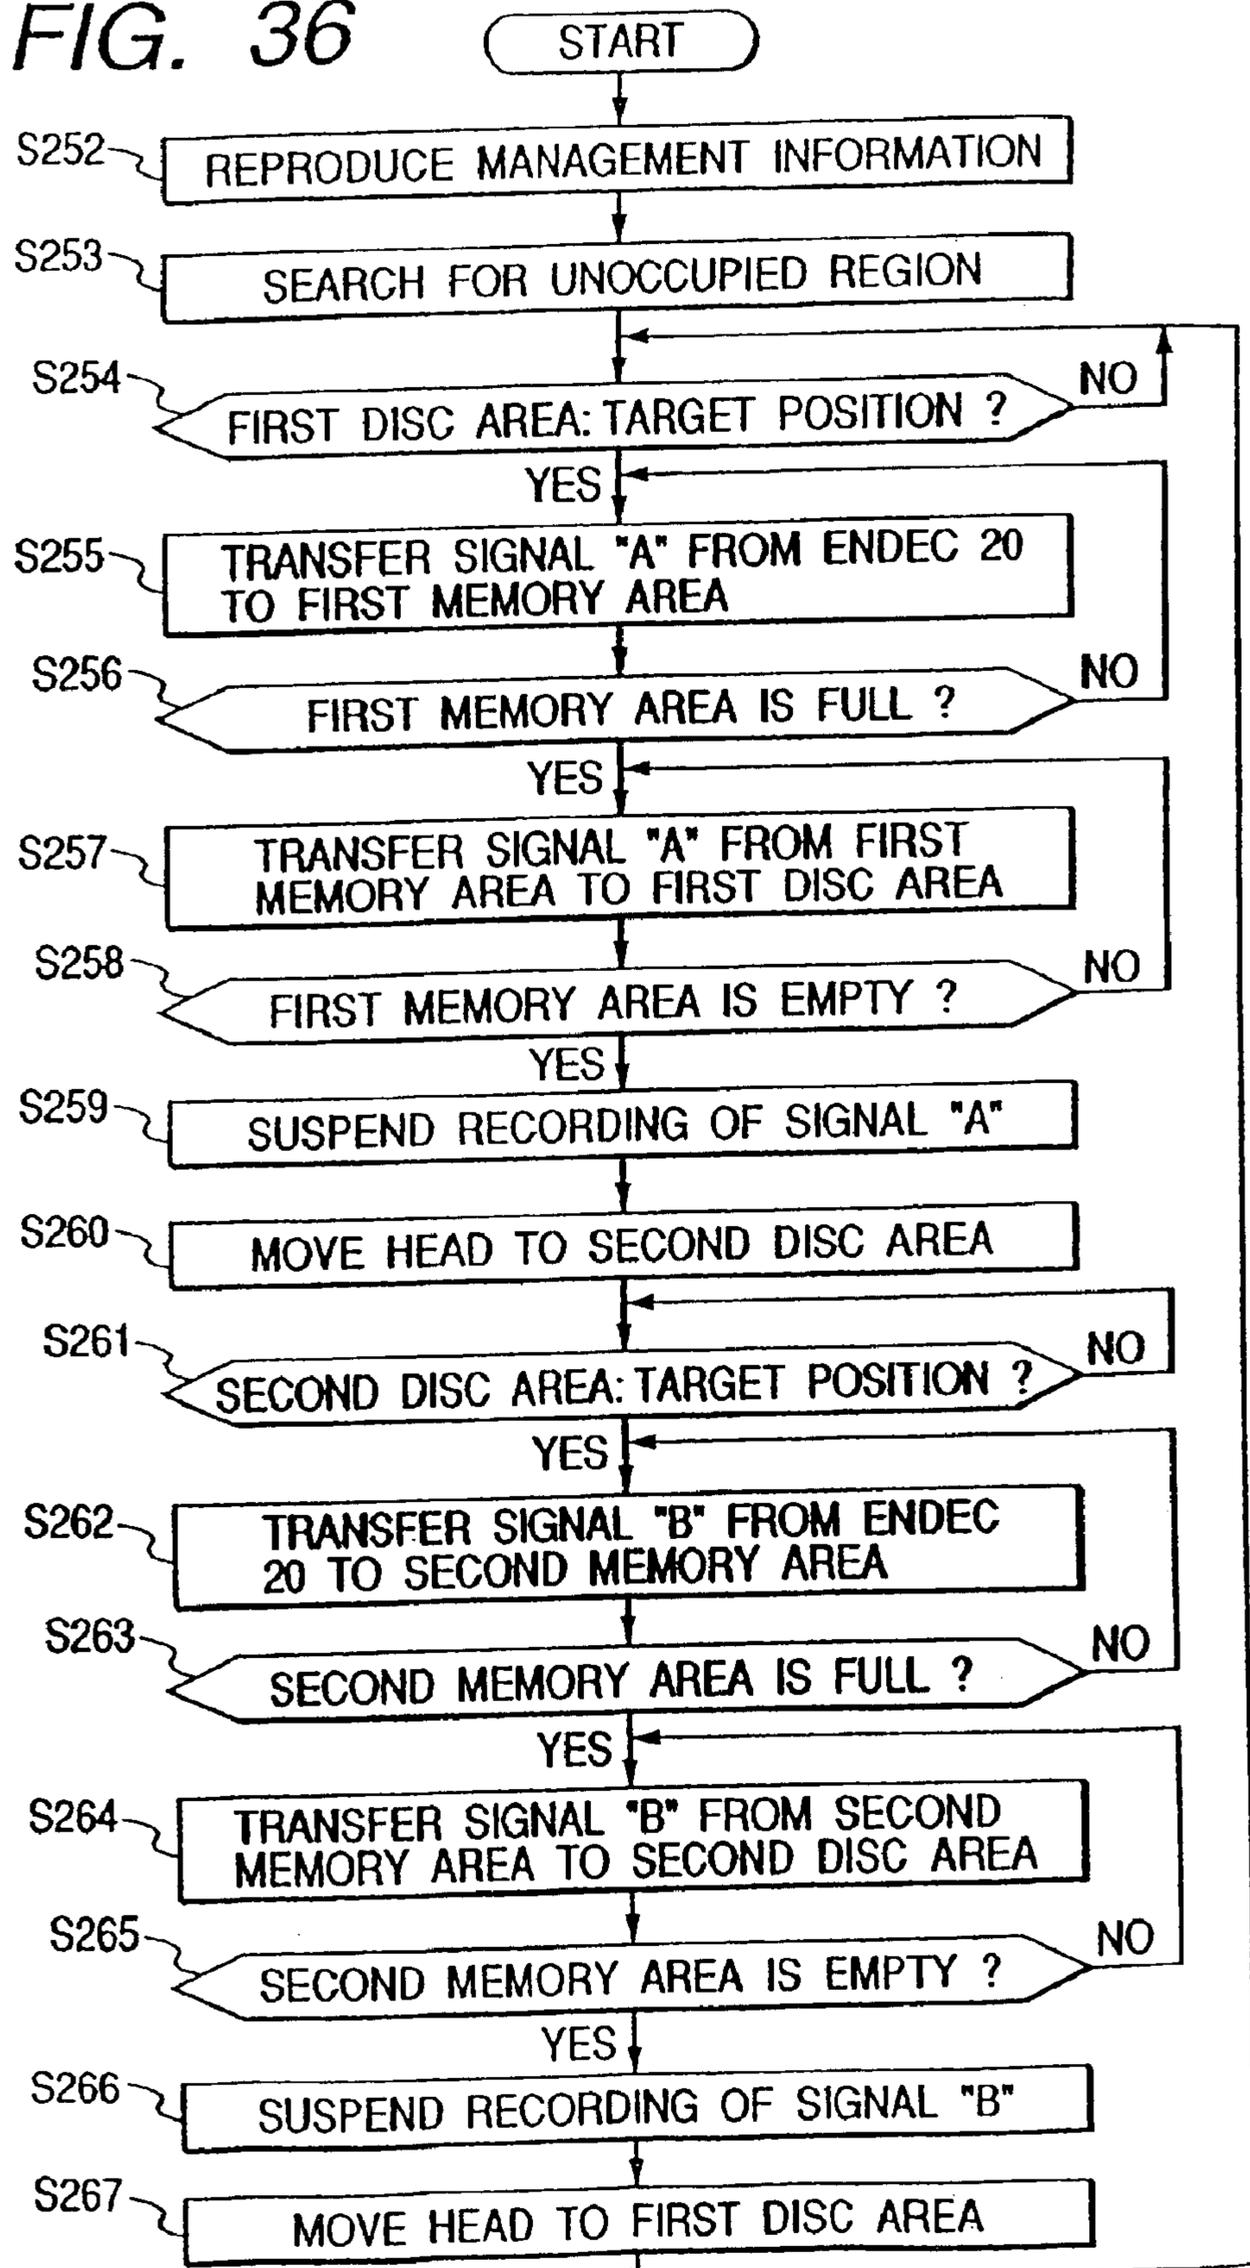 FIG. 36
START
S252
REPRODUCE MANAGEMENT INFORMATION
S253
SEARCH FOR UNOCCUPIED REGION
S254
FIRST DISC AREA: TARGET POSITION ?
NO
YES
S255
TRANSFER SIGNAL "A" FROM ENDEC 20
TO FIRST MEMORY AREA
S256
FIRST MEMORY AREA IS FULL ?
NO
YES
S257
TRANSFER SIGNAL "A" FROM FIRST
MEMORY AREA TO FIRST DISC AREA
S258
FIRST MEMORY AREA IS EMPTY ?
NO
YES
S259
SUSPEND RECORDING OF SIGNAL "A"
S260
MOVE HEAD TO SECOND DISC AREA
S261
SECOND DISC AREA: TARGET POSITION ?
NO
YES
S262
TRANSFER SIGNAL "B" FROM ENDEC
20 TO SECOND MEMORY AREA
S263
SECOND MEMORY AREA IS FULL ?
NO
YES
S264
TRANSFER SIGNAL "B" FROM SECOND
MEMORY AREA TO SECOND DISC AREA
S265
SECOND MEMORY AREA IS EMPTY ?
NO
YES
S266
SUSPEND RECORDING OF SIGNAL "B"
S267
MOVE HEAD TO FIRST DISC AREA